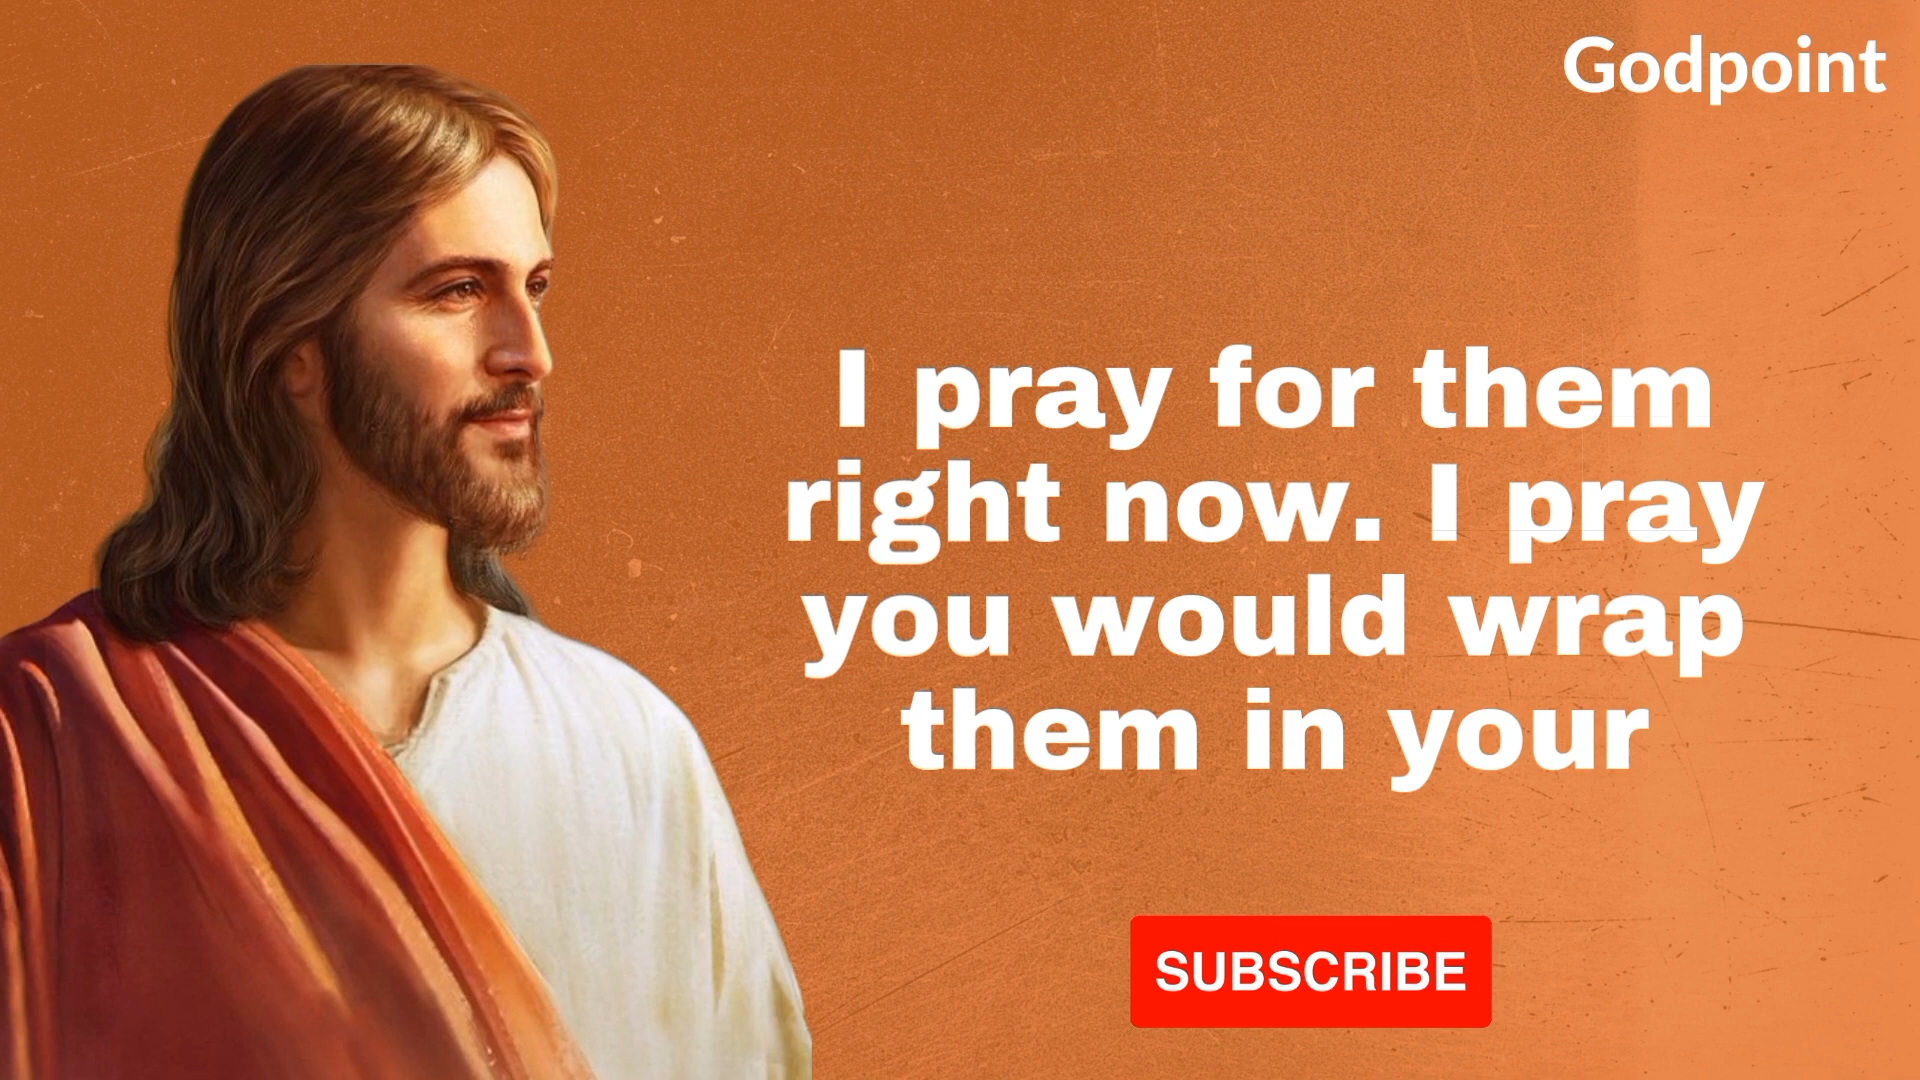 Godpoint
I pray for them
right now. I pray
you would wrap
them in your
SUBSCRIBE